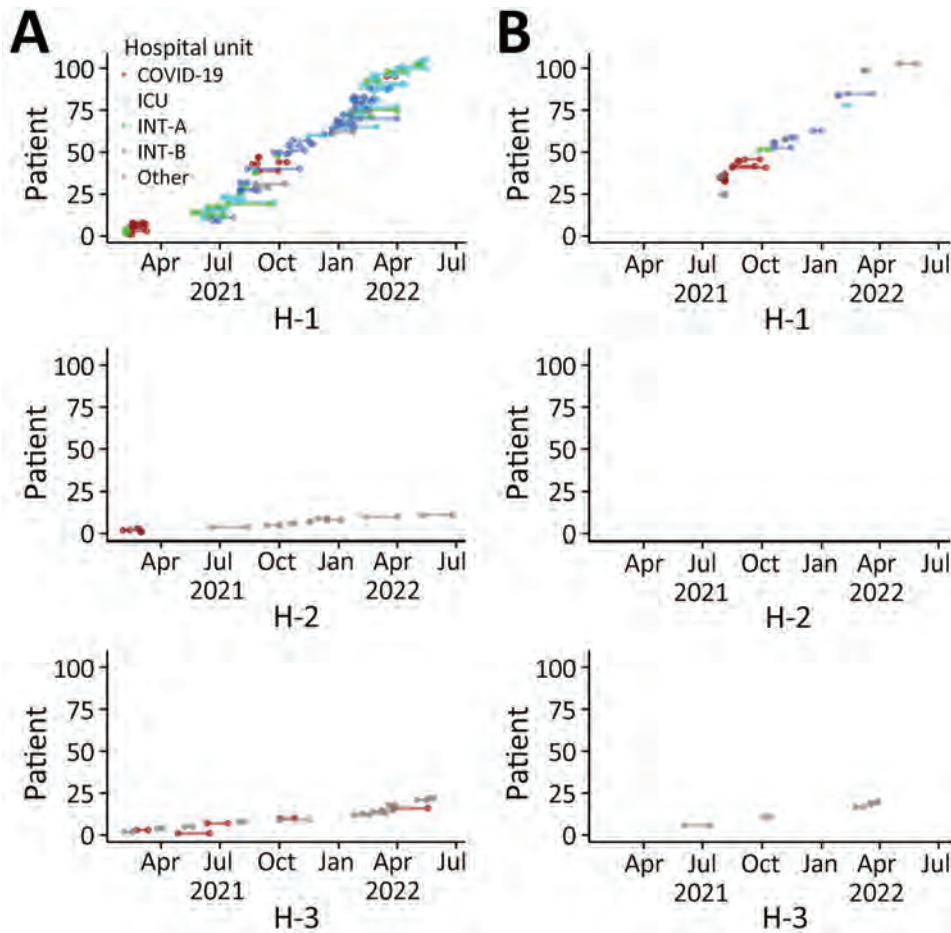 A
B
Hospital unit
COVID-19
ICU
INT-A
INT-B
Other
Patient
100
75
50
25
0
Apr Jul Oct Jan Apr Jul
2021 2022
H-1
Patient
100
75
50
25
0
Apr Jul Oct Jan Apr Jul
2021 2022
H-1
Patient
100
75
50
25
0
Apr Jul Oct Jan Apr Jul
2021 2022
H-2
Patient
100
75
50
25
0
Apr Jul Oct Jan Apr Jul
2021 2022
H-2
Patient
100
75
50
25
0
Apr Jul Oct Jan Apr Jul
2021 2022
H-3
Patient
100
75
50
25
0
Apr Jul Oct Jan Apr Jul
2021 2022
H-3